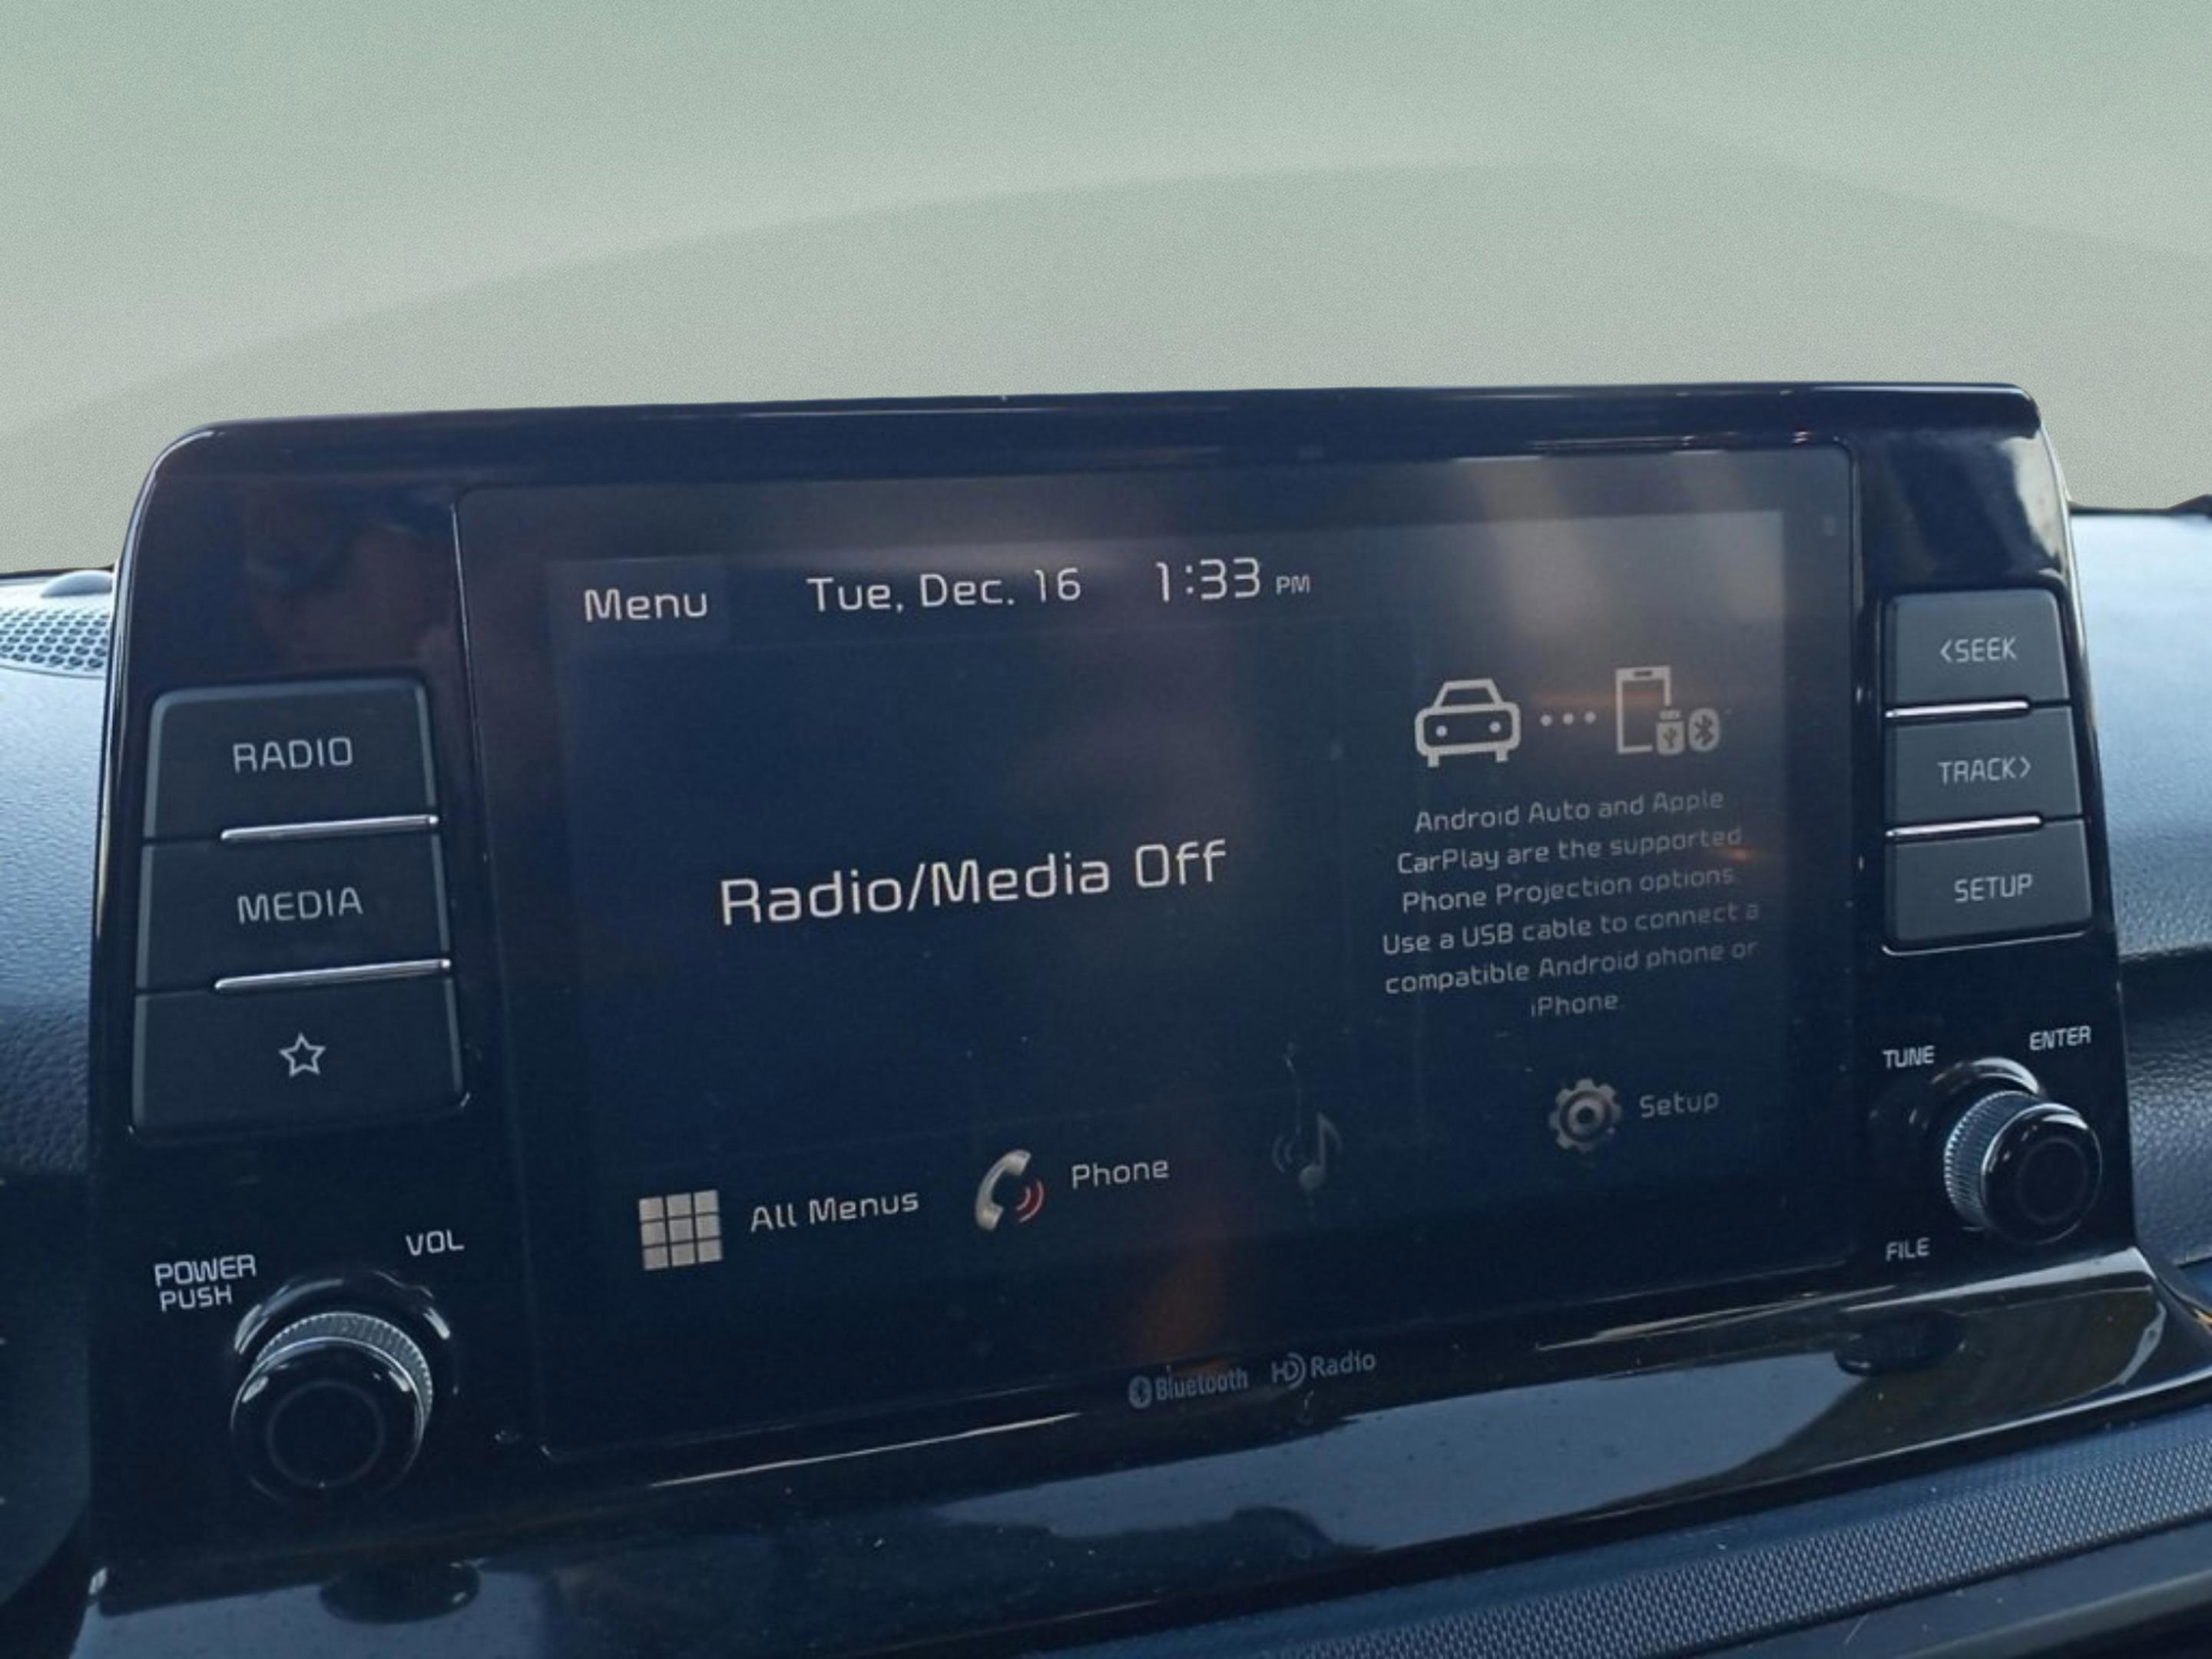 Menu Tue, Dec. 16 1:33 PM
<SEEK
RADIO
TRACK>
Android Auto and Apple
CarPlay are the supported
Phone Projection options.
Use a USB cable to connect a
compatible Android phone or
iPhone.
Radio/Media Off
MEDIA
SETUP
TUNE
ENTER
All Menus
Phone
Setup
POWER
PUSH
VOL
FILE
Bluetooth HD Radio